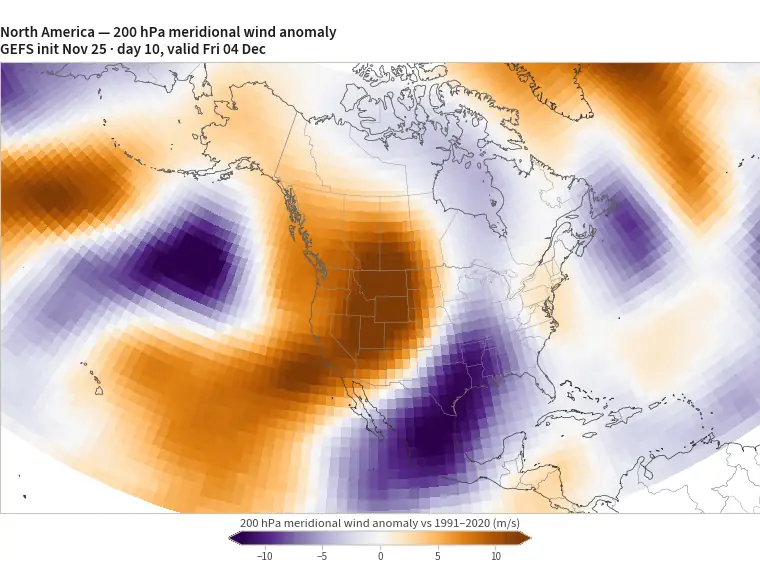 North America — 200 hPa meridional wind anomaly
GEFS init Nov 25 · day 10, valid Fri 04 Dec
200 hPa meridional wind anomaly vs 1991–2020 (m/s)
−10 −5 0 5 10